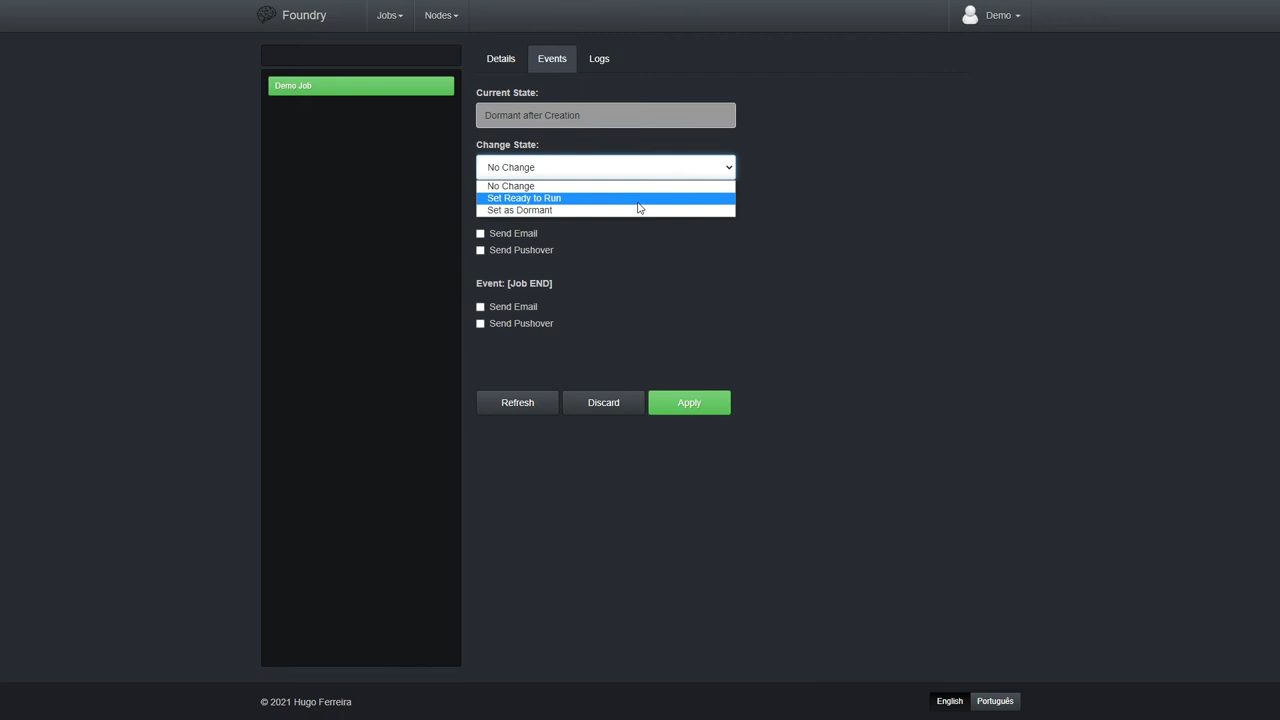 Foundry Jobs Nodes Demo
Details Events Logs
Demo Job
Current State:
Dormant after Creation
Change State:
No Change
No Change
Set Ready to Run
Set as Dormant
Send Email
Send Pushover
Event: [Job END]
Send Email
Send Pushover
Refresh Discard Apply
© 2021 Hugo Ferreira English Português